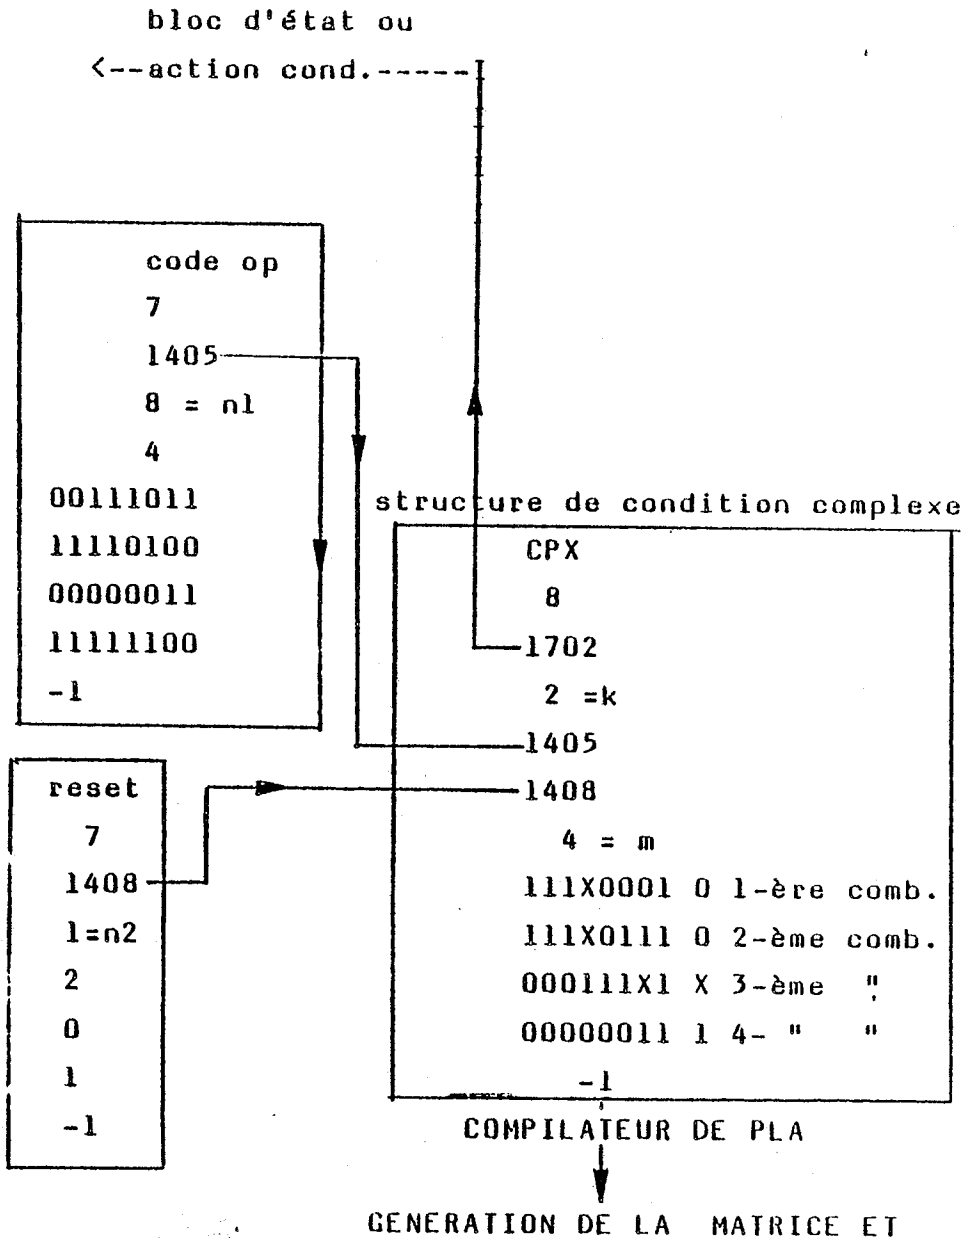 bloc d'état ou
<--action cond.-----
code op
7
1405
8 = n1
4
00111011
11110100
00000011
11111100
-1
structure de condition complexe
CPX
8
1702
2 =k
1405
1408
4 = m
111X0001 0 1-ère comb.
111X0111 0 2-ème comb.
000111X1 X 3-ème "
00000011 1 4- " "
-1
reset
7
1408
1=n2
2
0
1
-1
COMPILATEUR DE PLA
GENERATION DE LA MATRICE ET